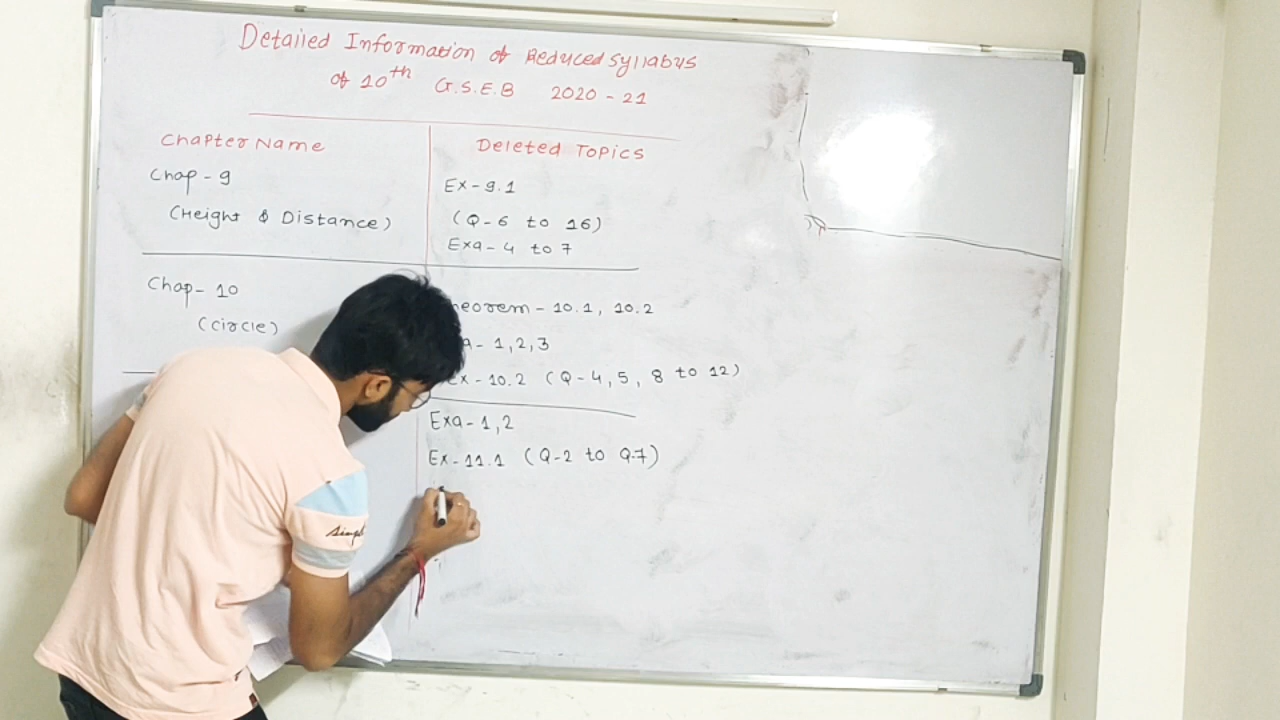 Detailed Information of Reduced Syllabus
of 10th G.S.E.B 2020-21
Chapter Name
Deleted Topics
Chap-9
(Height & Distance)
Ex-9.1
(Q-6 to 16)
Exa-4 to 7
Chap-10
(circle)
eorem-10.1, 10.2
a-1,2,3
Ex-10.2 (Q-4,5, 8 to 12)
Exa-1,2
Ex-11.1 (Q-2 to Q.7)